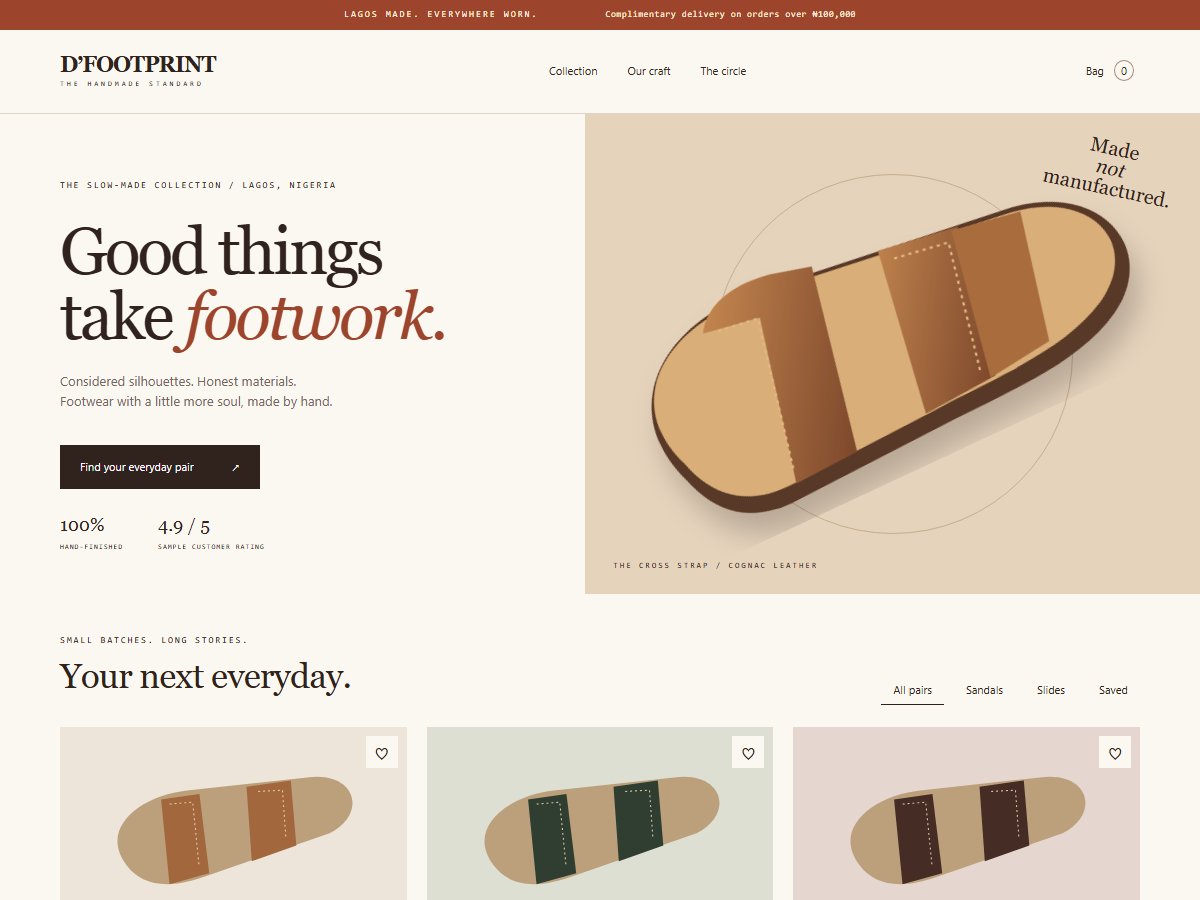 LAGOS MADE. EVERYWHERE WORN.
Complimentary delivery on orders over ₦100,000
D’FOOTPRINT
THE HANDMADE STANDARD
Collection
Our craft
The circle
Bag 0
THE SLOW-MADE COLLECTION / LAGOS, NIGERIA
Good things
take footwork.
Considered silhouettes. Honest materials.
Footwear with a little more soul, made by hand.
Find your everyday pair ↗
100%
HAND-FINISHED
4.9 / 5
SAMPLE CUSTOMER RATING
Made
not
manufactured.
THE CROSS STRAP / COGNAC LEATHER
SMALL BATCHES. LONG STORIES.
Your next everyday.
All pairs
Sandals
Slides
Saved